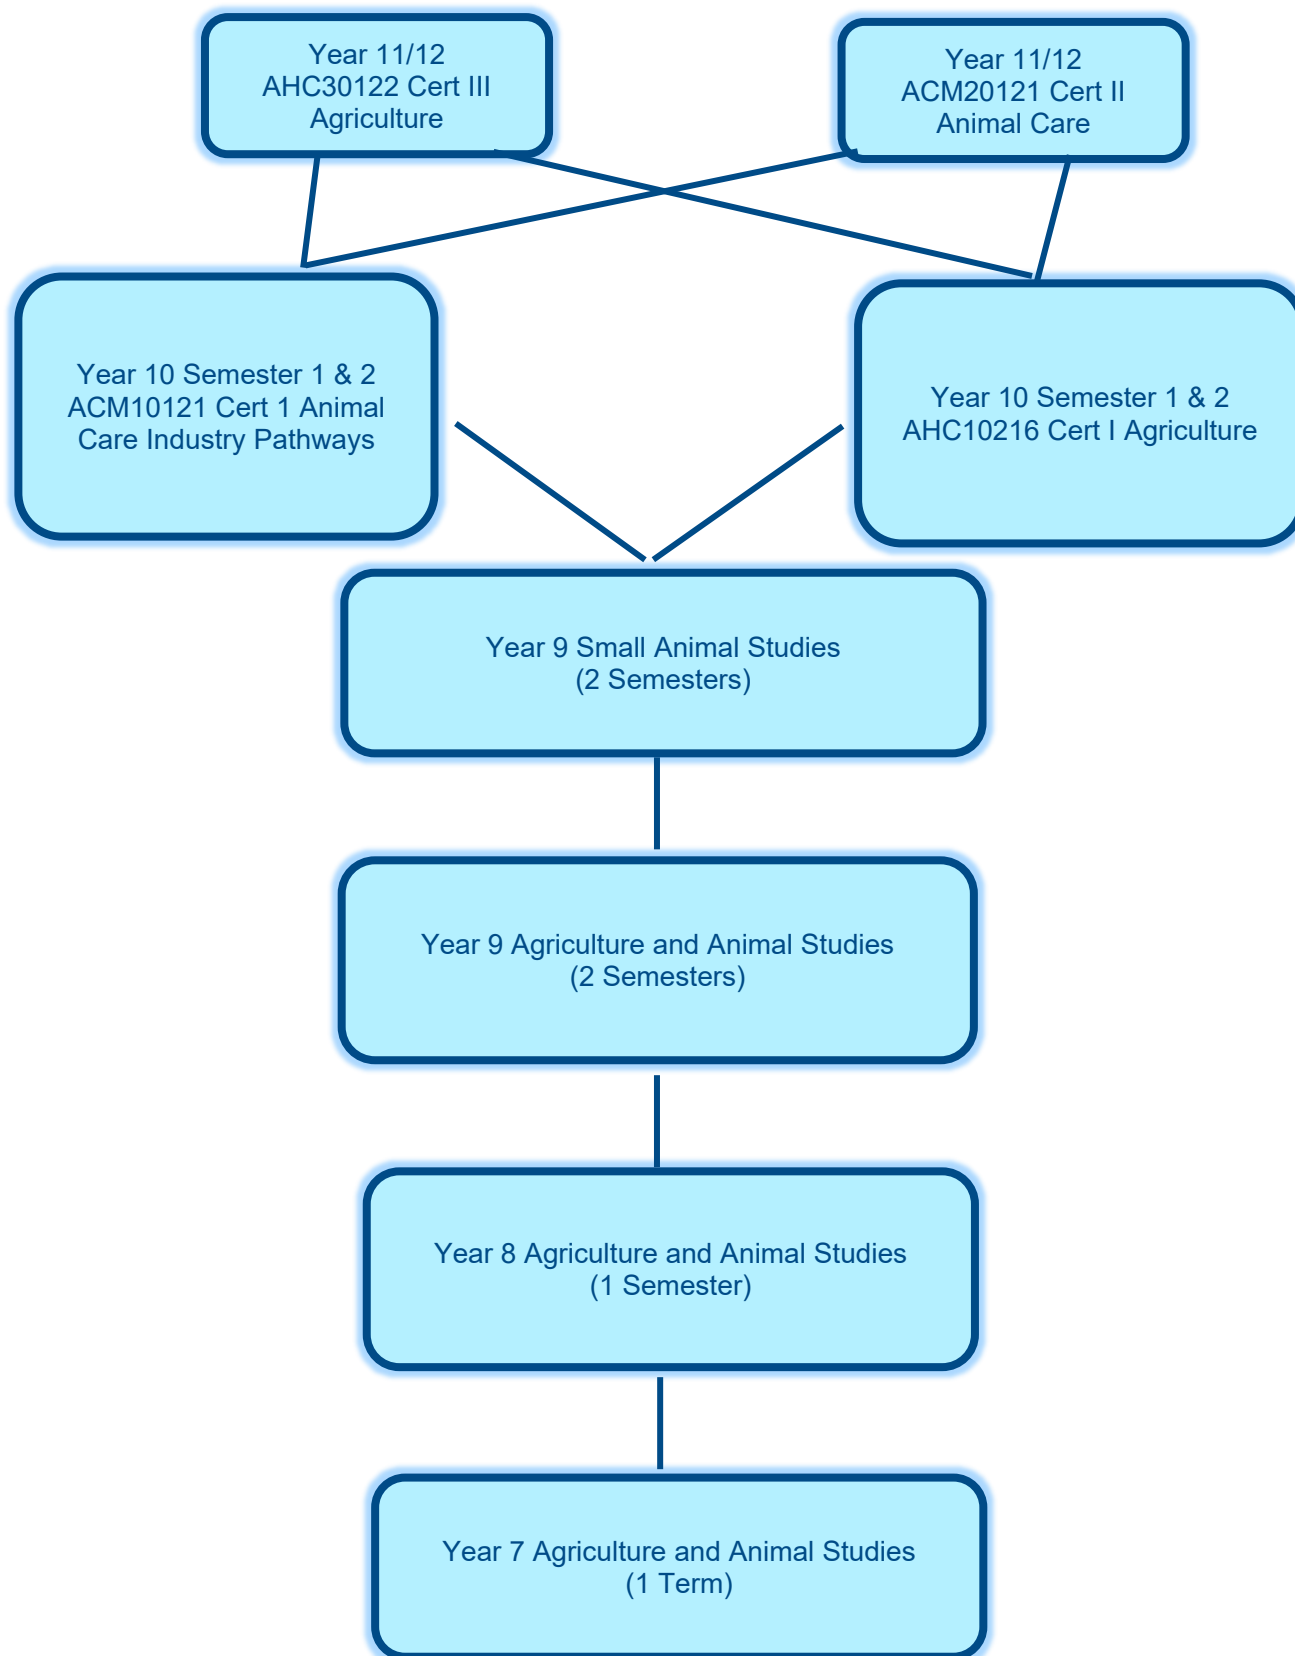 Year 11/12
AHC30122 Cert III
Agriculture
Year 11/12
ACM20121 Cert II
Animal Care
Year 10 Semester 1 & 2
ACM10121 Cert 1 Animal
Care Industry Pathways
Year 10 Semester 1 & 2
AHC10216 Cert I Agriculture
Year 9 Small Animal Studies
(2 Semesters)
Year 9 Agriculture and Animal Studies
(2 Semesters)
Year 8 Agriculture and Animal Studies
(1 Semester)
Year 7 Agriculture and Animal Studies
(1 Term)